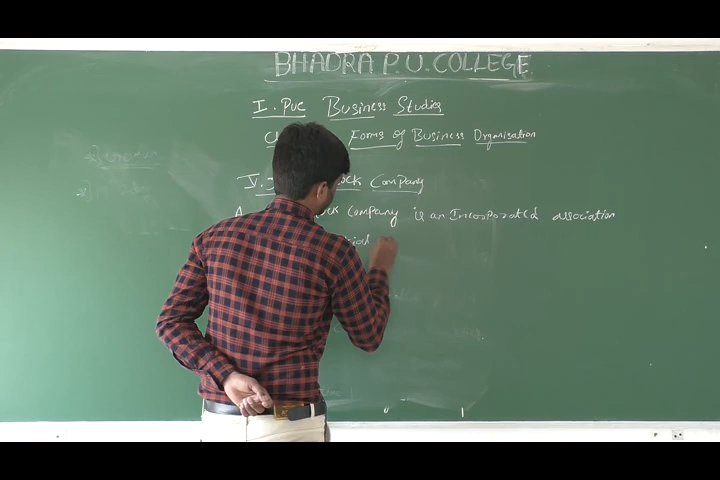 BHADRA P.U. COLLEGE
I. PUC Business Studies
Forms of Business Organisation
V. Company
A Company is an Incorporated association